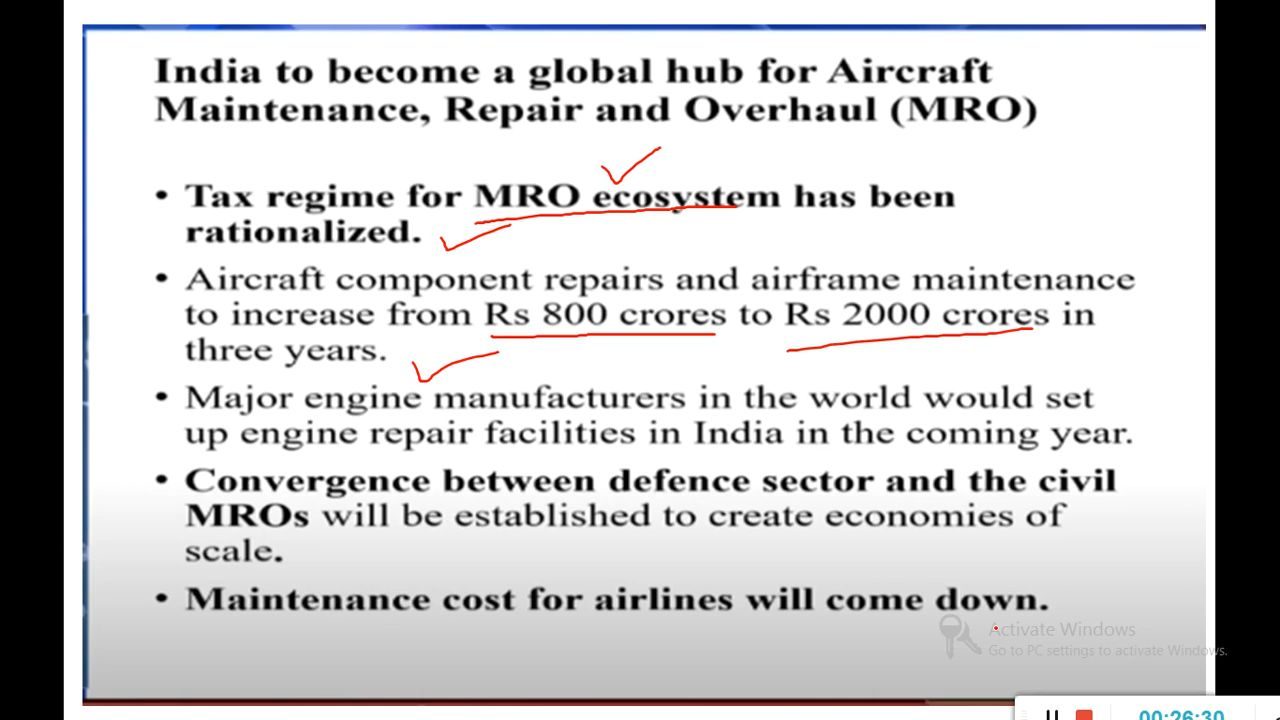 India to become a global hub for Aircraft
Maintenance, Repair and Overhaul (MRO)
• Tax regime for MRO ecosystem has been
rationalized.
• Aircraft component repairs and airframe maintenance
to increase from Rs 800 crores to Rs 2000 crores in
three years.
• Major engine manufacturers in the world would set
up engine repair facilities in India in the coming year.
• Convergence between defence sector and the civil
MROs will be established to create economies of
scale.
• Maintenance cost for airlines will come down.
Activate Windows
Go to PC settings to activate Windows.
00:26:30